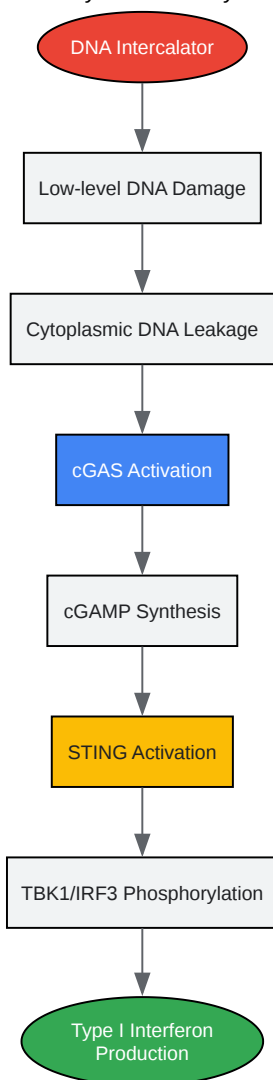 DNA Intercalator
Low-level DNA Damage
Cytoplasmic DNA Leakage
cGAS Activation
cGAMP Synthesis
STING Activation
TBK1/IRF3 Phosphorylation
Type I Interferon
Production